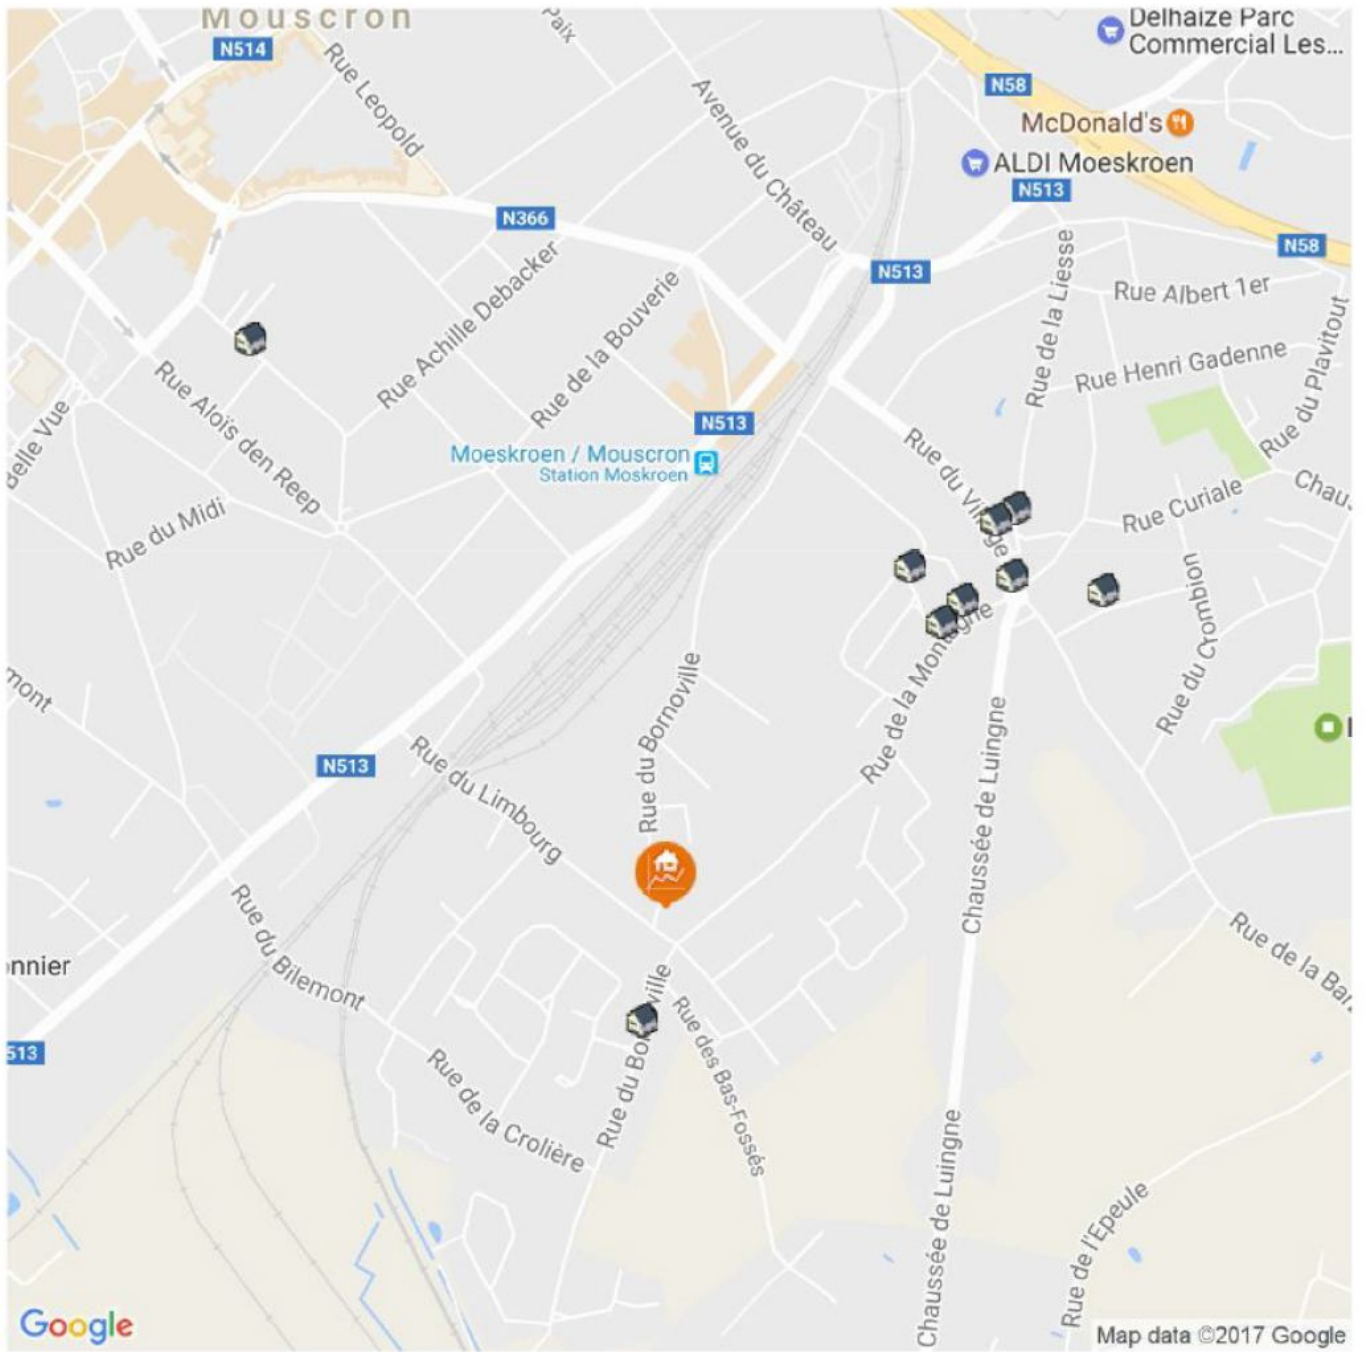 Mouscron
N514
Rue Leopold
Paix
Avenue du Château
Delhaize Parc
Commercial Les...
N58
McDonald's
ALDI Moeskroen
N513
N366
N58
N513
Rue de la Liesse
Rue Albert 1er
Rue Achille Debacker
Rue de la Bouverie
Rue Henri Gadenne
Rue du Plavitout
Rue Aloïs den Reep
Belle Vue
N513
Moeskroen / Mouscron
Station Moskroen
Rue du Village
Rue Curiale
Chau.
Rue du Midi
Rue du Crombion
Rue de la Montagne
mont
Rue du Bornoville
Chaussée de Luingne
N513
Rue du Limbourg
Rue du Bilemont
onnier
Rue de la Bar.
513
Rue du Bornoville
Rue des Bas-Fossés
Rue de la Crolière
Chaussée de Luingne
Rue de l'Epeule
Google
Map data ©2017 Google